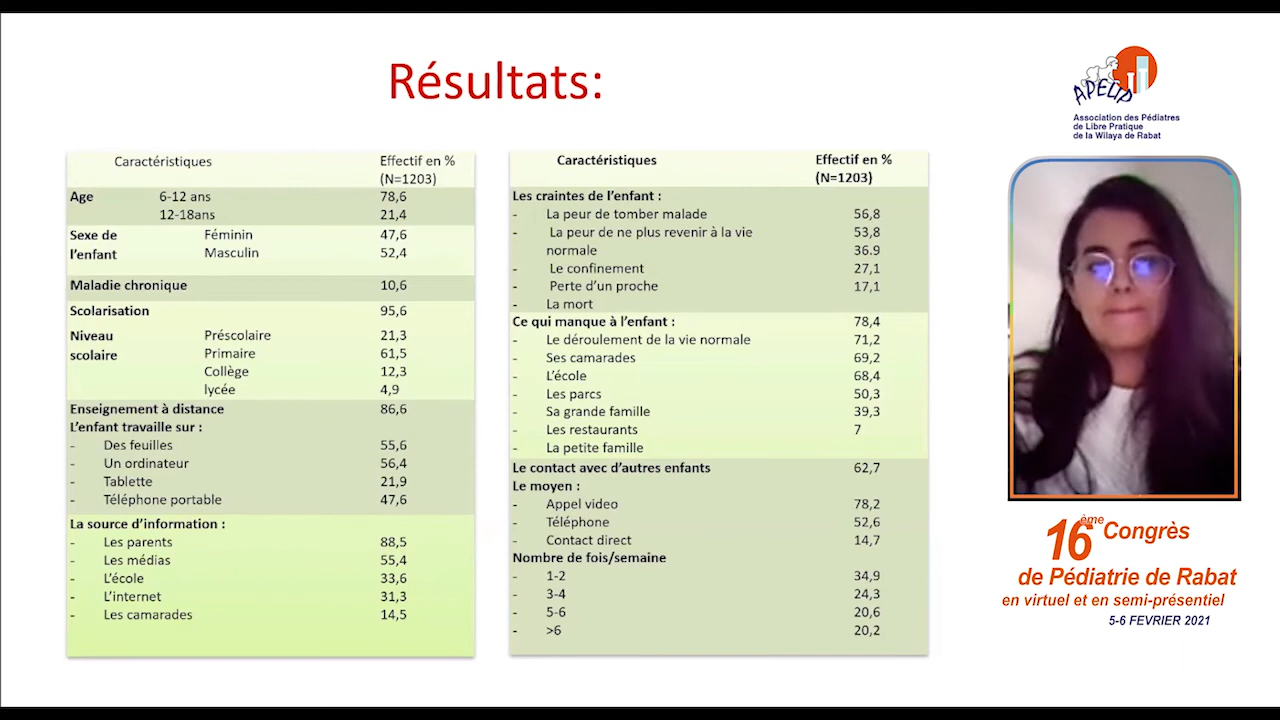 Résultats:
Caractéristiques Effectif en %
(N=1203)
Age 6-12 ans 78,6
12-18ans 21,4
Sexe de Féminin 47,6
l'enfant Masculin 52,4
Maladie chronique 10,6
Scolarisation 95,6
Niveau Préscolaire 21,3
scolaire Primaire 61,5
Collège 12,3
lycée 4,9
Enseignement à distance 86,6
L'enfant travaille sur :
- Des feuilles 55,6
- Un ordinateur 56,4
- Tablette 21,9
- Téléphone portable 47,6
La source d'information :
- Les parents 88,5
- Les médias 55,4
- L'école 33,6
- L'internet 31,3
- Les camarades 14,5
Caractéristiques Effectif en %
(N=1203)
Les craintes de l'enfant :
- La peur de tomber malade 56,8
- La peur de ne plus revenir à la vie 53,8
normale 36.9
- Le confinement 27,1
- Perte d'un proche 17,1
- La mort
Ce qui manque à l'enfant : 78,4
- Le déroulement de la vie normale 71,2
- Ses camarades 69,2
- L'école 68,4
- Les parcs 50,3
- Sa grande famille 39,3
- Les restaurants 7
- La petite famille
Le contact avec d'autres enfants 62,7
Le moyen :
- Appel video 78,2
- Téléphone 52,6
- Contact direct 14,7
Nombre de fois/semaine
- 1-2 34,9
- 3-4 24,3
- 5-6 20,6
- >6 20,2
APELIP
Association des Pédiatres
de Libre Pratique
de la Wilaya de Rabat
16ème Congrès
de Pédiatrie de Rabat
en virtuel et en semi-présentiel
5-6 FEVRIER 2021